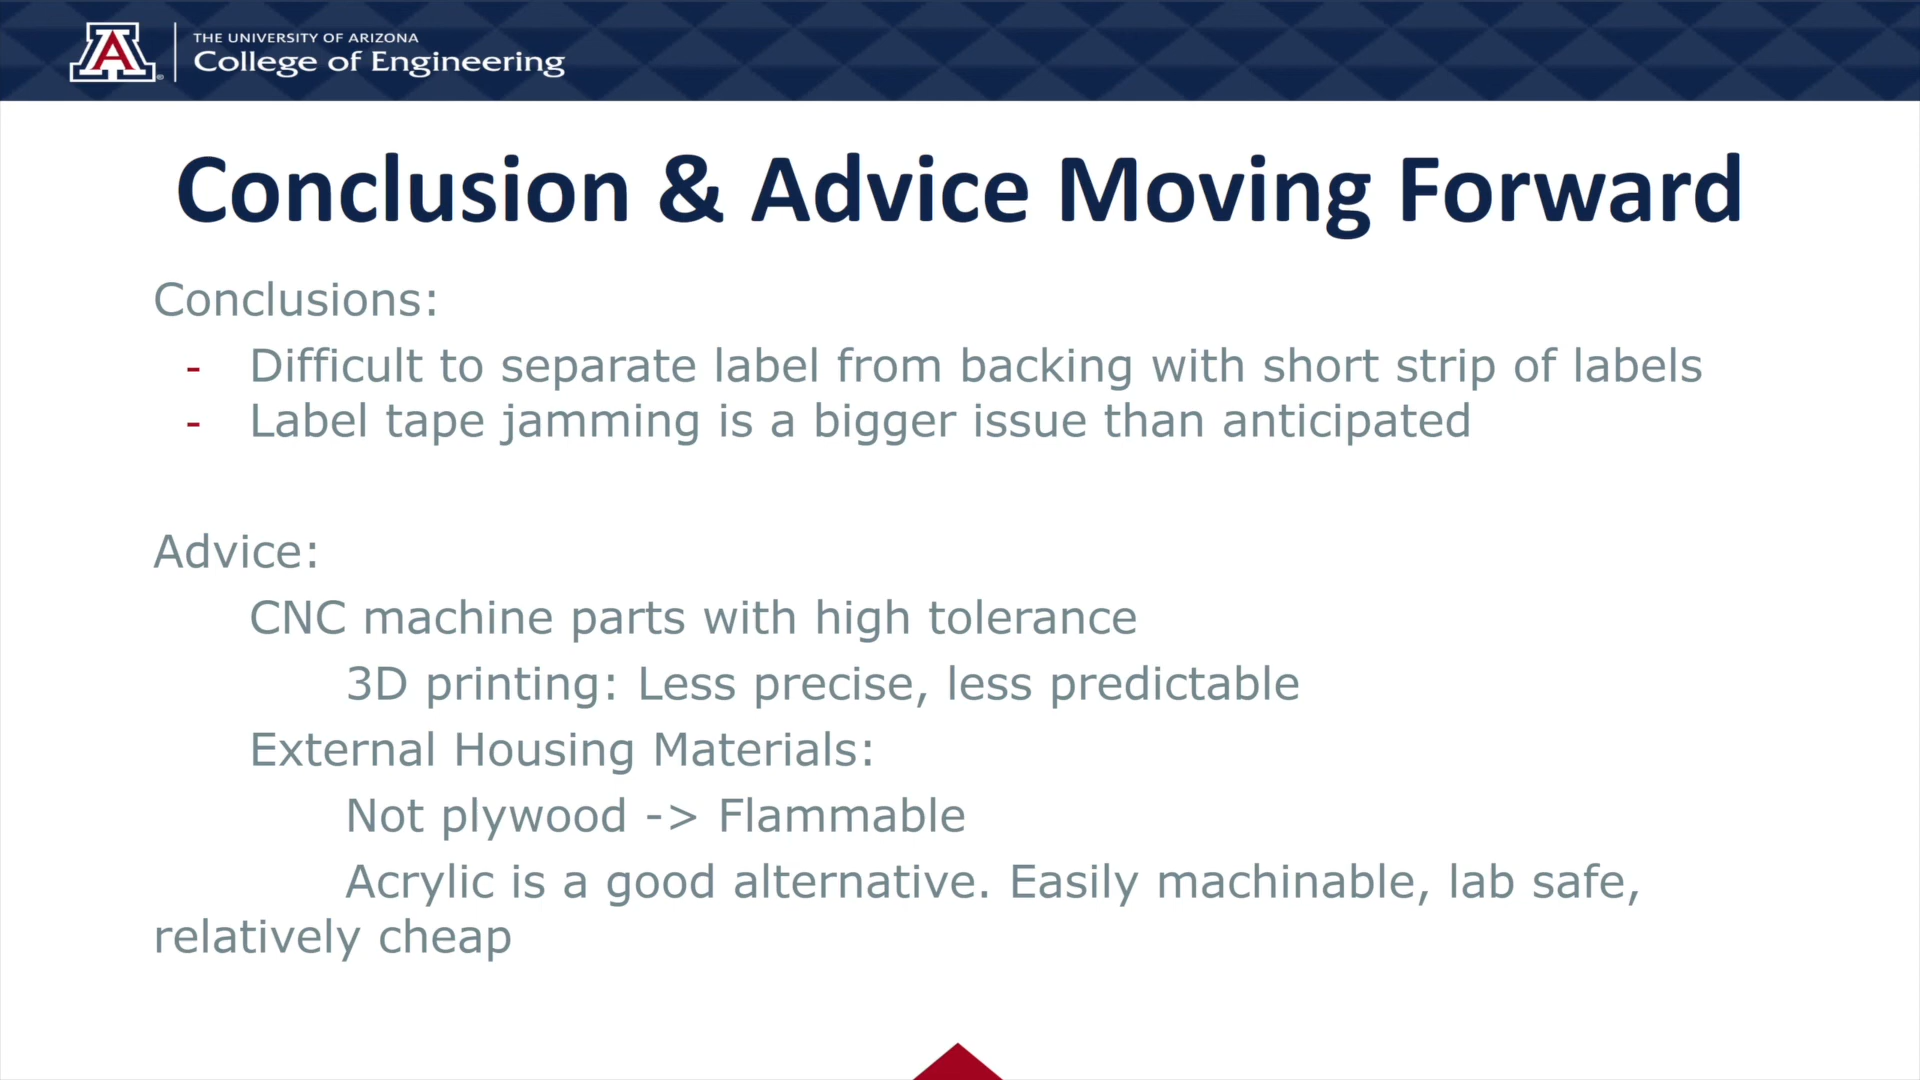 THE UNIVERSITY OF ARIZONA
College of Engineering
Conclusion & Advice Moving Forward
Conclusions:
- Difficult to separate label from backing with short strip of labels
- Label tape jamming is a bigger issue than anticipated
Advice:
CNC machine parts with high tolerance
3D printing: Less precise, less predictable
External Housing Materials:
Not plywood -> Flammable
Acrylic is a good alternative. Easily machinable, lab safe,
relatively cheap